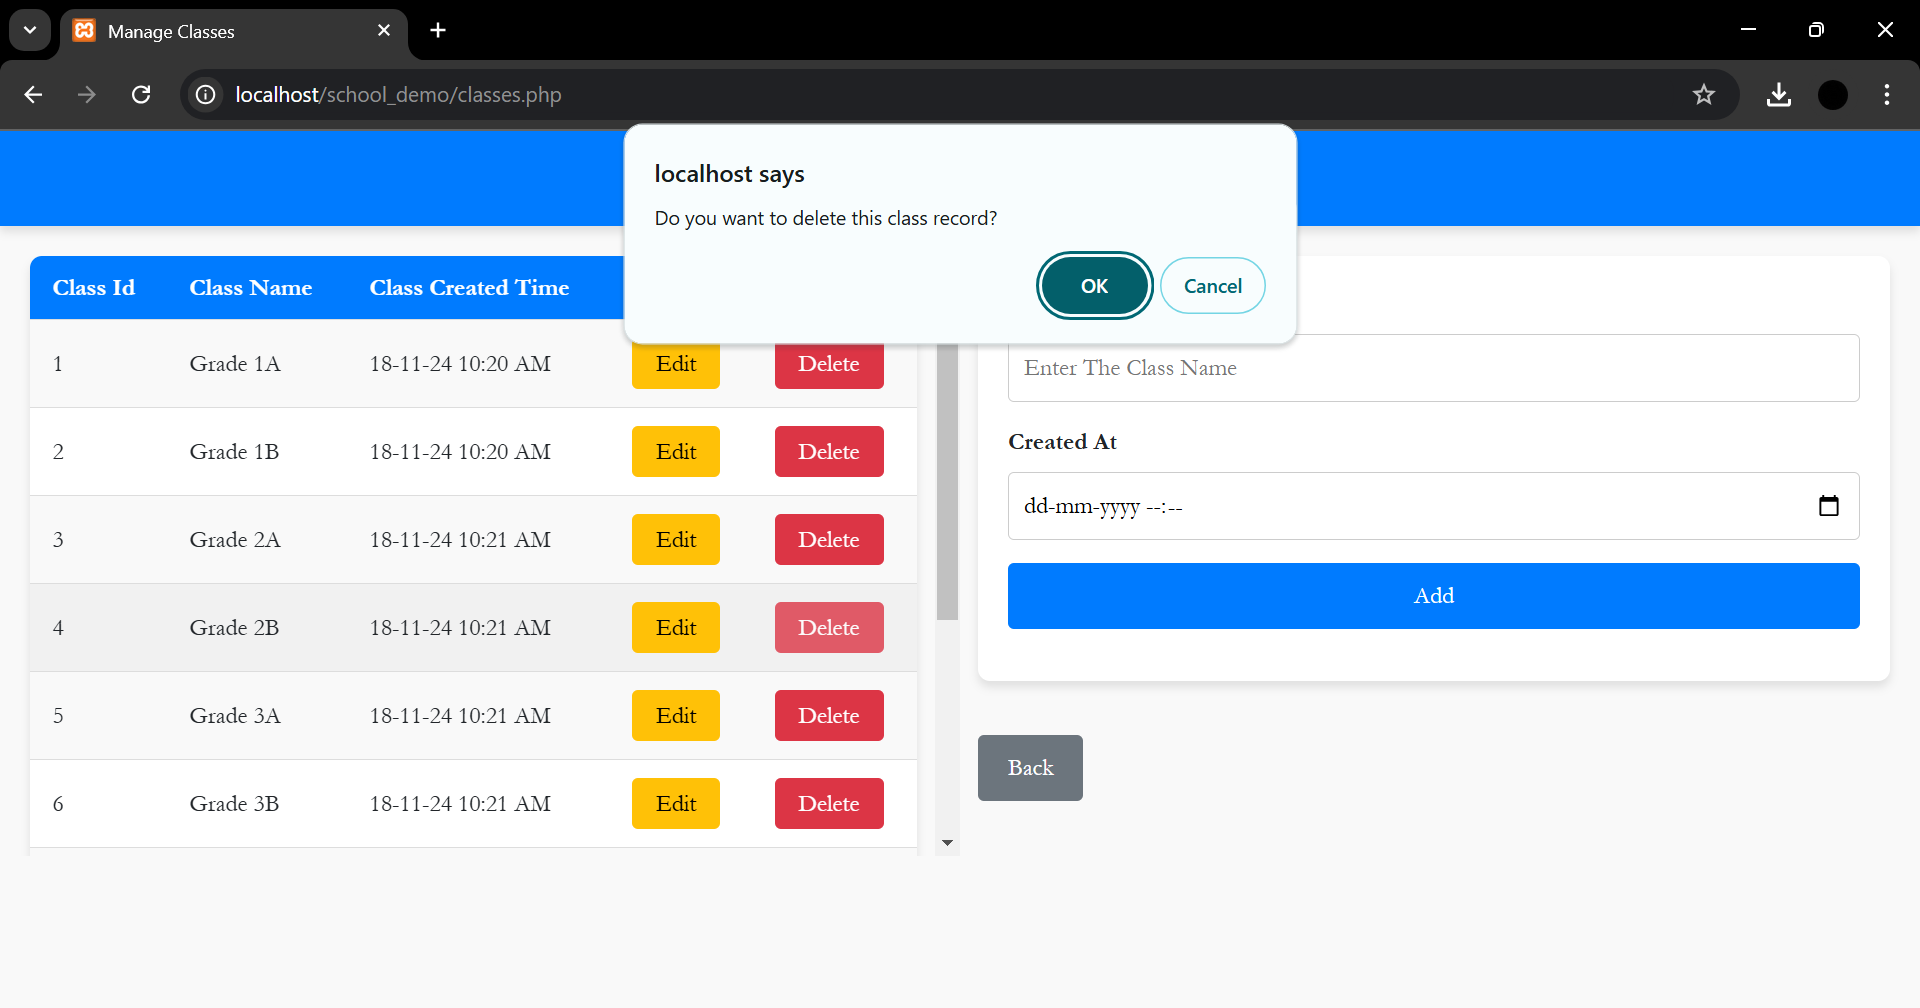 Manage Classes
localhost/school_demo/classes.php
localhost says
Do you want to delete this class record?
OK Cancel
Class Id Class Name Class Created Time
1 Grade 1A 18-11-24 10:20 AM Edit Delete
2 Grade 1B 18-11-24 10:20 AM Edit Delete
3 Grade 2A 18-11-24 10:21 AM Edit Delete
4 Grade 2B 18-11-24 10:21 AM Edit Delete
5 Grade 3A 18-11-24 10:21 AM Edit Delete
6 Grade 3B 18-11-24 10:21 AM Edit Delete
Enter The Class Name
Created At
dd-mm-yyyy --:--
Add
Back